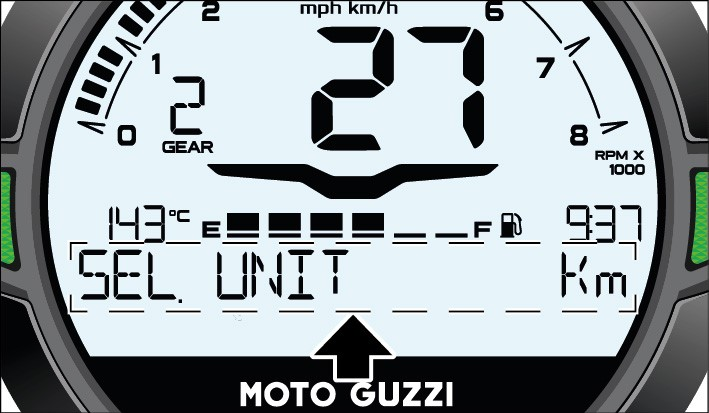 mph km/h
2
6
1
7
2
27
0
8
GEAR
RPM X
1000
143 °C
E
F
9:37
SEL. UNIT Km
MOTO GUZZI